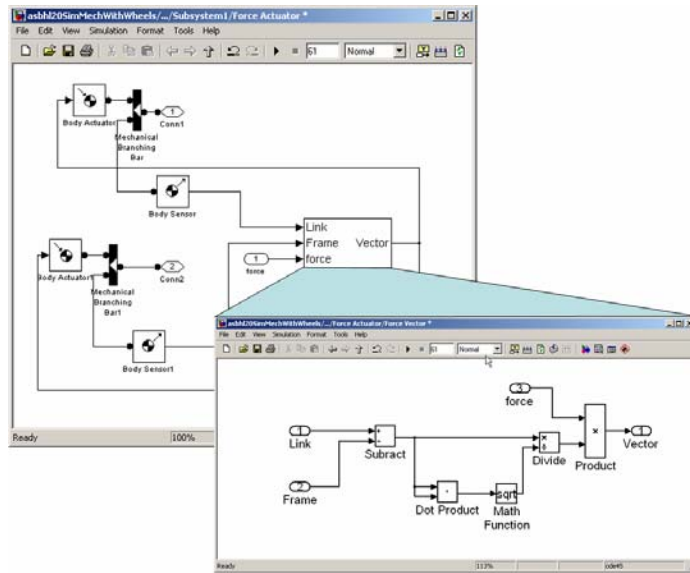 asbhl20SimMechWithWheels/.../Subsystem1/Force Actuator *
File Edit View Simulation Format Tools Help
61 Normal
Body Actuator
1
Conn1
Mechanical
Branching
Bar
Body Sensor
Link
Frame Vector
force
1
force
Body Actuator1
2
Conn2
Mechanical
Branching
Bar1
Body Sensor1
Ready 100%
asbhl20SimMechWithWheels/.../Force Actuator/Force Vector *
File Edit View Simulation Format Tools Help
61 Normal
3
force
1
Link
Subtract
1
Vector
Divide
Product
2
Frame
sqrt
Dot Product
Math
Function
Ready 113% ode45